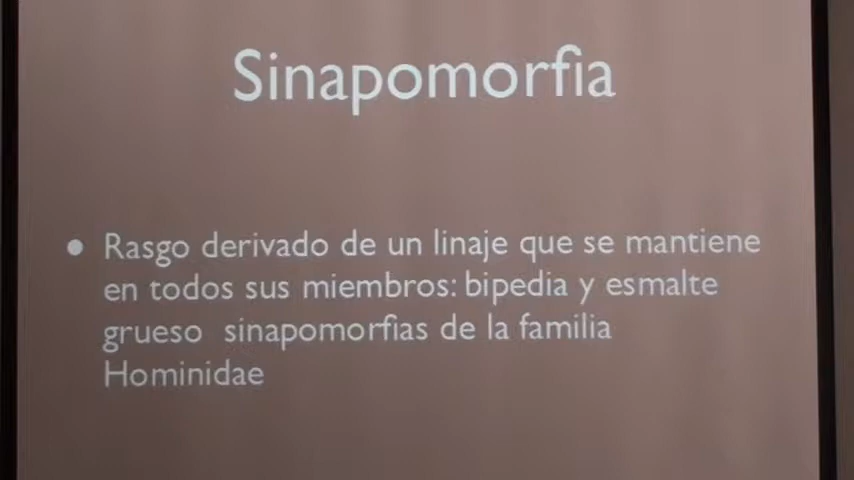 Sinapomorfia
• Rasgo derivado de un linaje que se mantiene
en todos sus miembros: bipedia y esmalte
grueso sinapomorfias de la familia
Hominidae